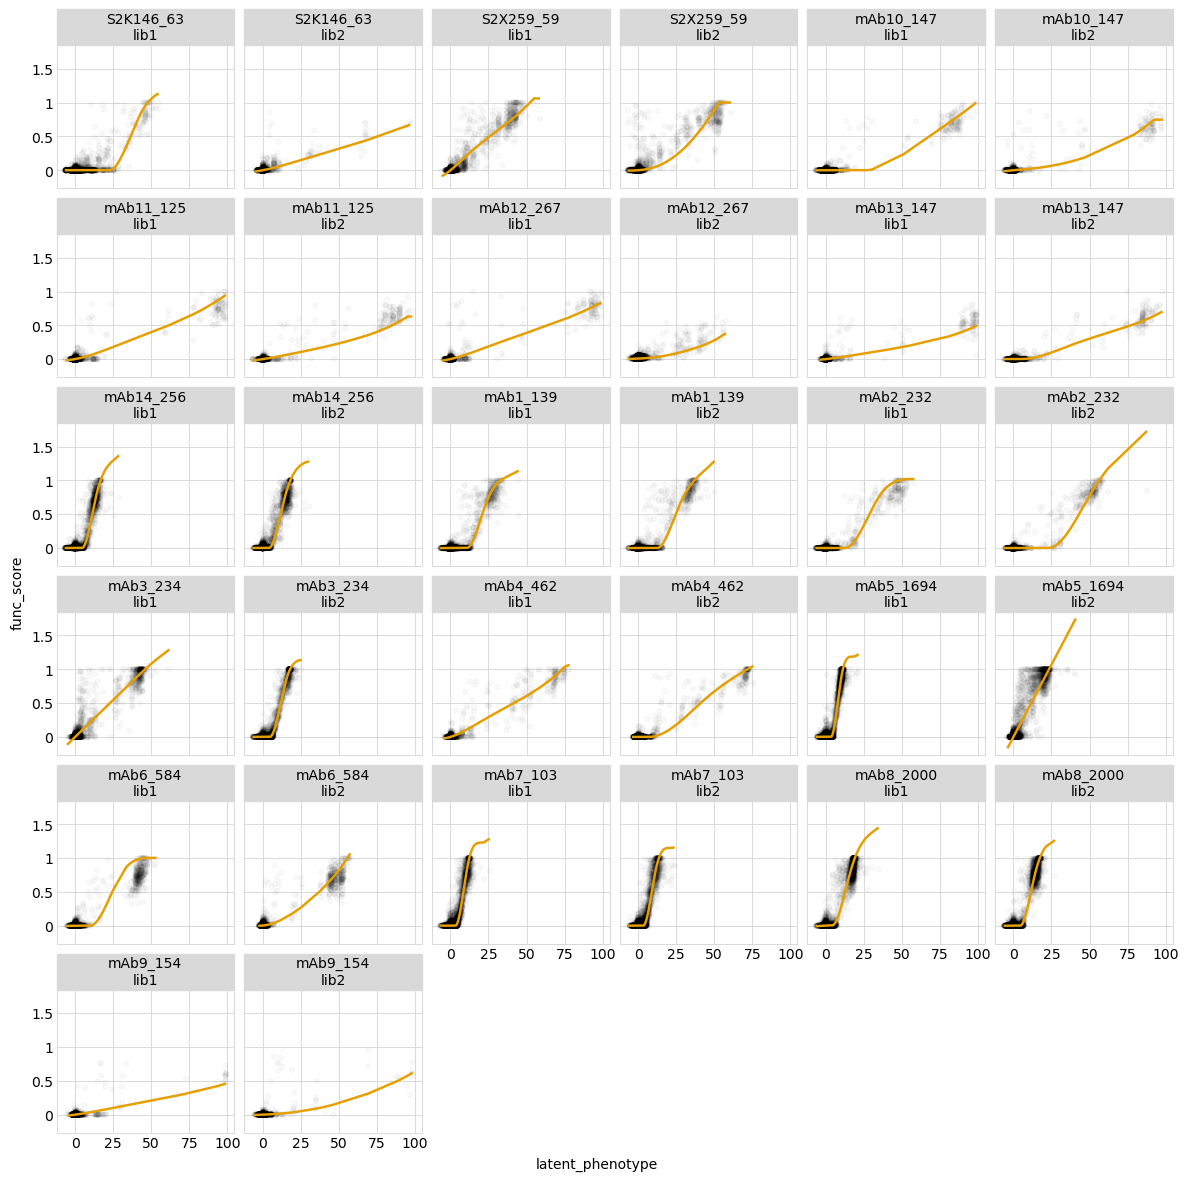 S2K146_63 S2K146_63 S2X259_59 S2X259_59 mAb10_147 mAb10_147
lib1 lib2 lib1 lib2 lib1 lib2
1.5
1
0.5
0
mAb11_125 mAb11_125 mAb12_267 mAb12_267 mAb13_147 mAb13_147
lib1 lib2 lib1 lib2 lib1 lib2
1.5
1
0.5
0
mAb14_256 mAb14_256 mAb1_139 mAb1_139 mAb2_232 mAb2_232
lib1 lib2 lib1 lib2 lib1 lib2
1.5
1
0.5
0
func_score
mAb3_234 mAb3_234 mAb4_462 mAb4_462 mAb5_1694 mAb5_1694
lib1 lib2 lib1 lib2 lib1 lib2
1.5
1
0.5
0
mAb6_584 mAb6_584 mAb7_103 mAb7_103 mAb8_2000 mAb8_2000
lib1 lib2 lib1 lib2 lib1 lib2
1.5
1
0.5
0
0 25 50 75 100 0 25 50 75 100 0 25 50 75 100 0 25 50 75 100
mAb9_154 mAb9_154
lib1 lib2
1.5
1
0.5
0
0 25 50 75 100 0 25 50 75 100
latent_phenotype